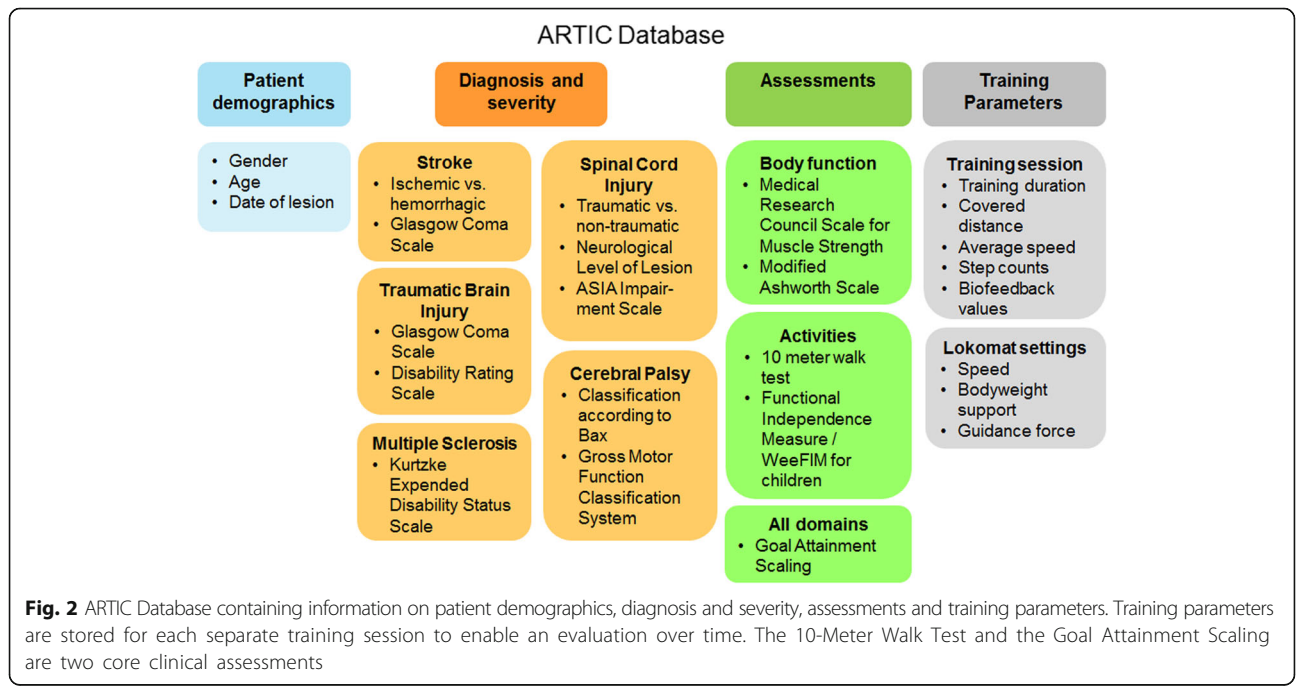 ARTIC Database
Patient
demographics
• Gender
• Age
• Date of lesion
Diagnosis and
severity
Stroke
• Ischemic vs.
hemorrhagic
• Glasgow Coma
Scale
Traumatic Brain
Injury
• Glasgow Coma
Scale
• Disability Rating
Scale
Multiple Sclerosis
• Kurtzke
Expended
Disability Status
Scale
Spinal Cord
Injury
• Traumatic vs.
non-traumatic
• Neurological
Level of Lesion
• ASIA Impair-
ment Scale
Cerebral Palsy
• Classification
according to
Bax
• Gross Motor
Function
Classification
System
Assessments
Body function
• Medical
Research
Council Scale for
Muscle Strength
• Modified
Ashworth Scale
Activities
• 10 meter walk
test
• Functional
Independence
Measure /
WeeFIM for
children
All domains
• Goal Attainment
Scaling
Training
Parameters
Training session
• Training duration
• Covered
distance
• Average speed
• Step counts
• Biofeedback
values
Lokomat settings
• Speed
• Bodyweight
support
• Guidance force
Fig. 2 ARTIC Database containing information on patient demographics, diagnosis and severity, assessments and training parameters. Training parameters
are stored for each separate training session to enable an evaluation over time. The 10-Meter Walk Test and the Goal Attainment Scaling
are two core clinical assessments